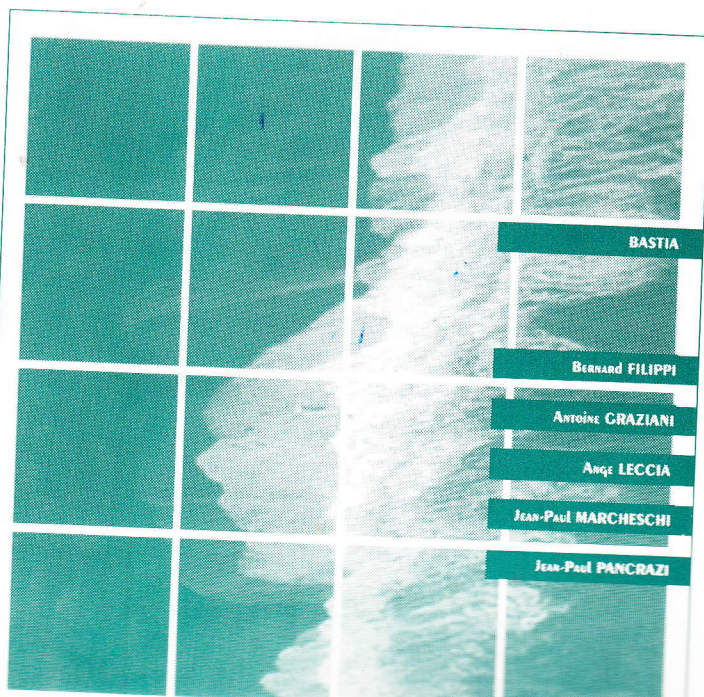 BASTIA
Bernard FILIPPI
Antoine GRAZIANI
Ange LECCIA
Jean-Paul MARCHESCHI
Jean-Paul PANCRAZI